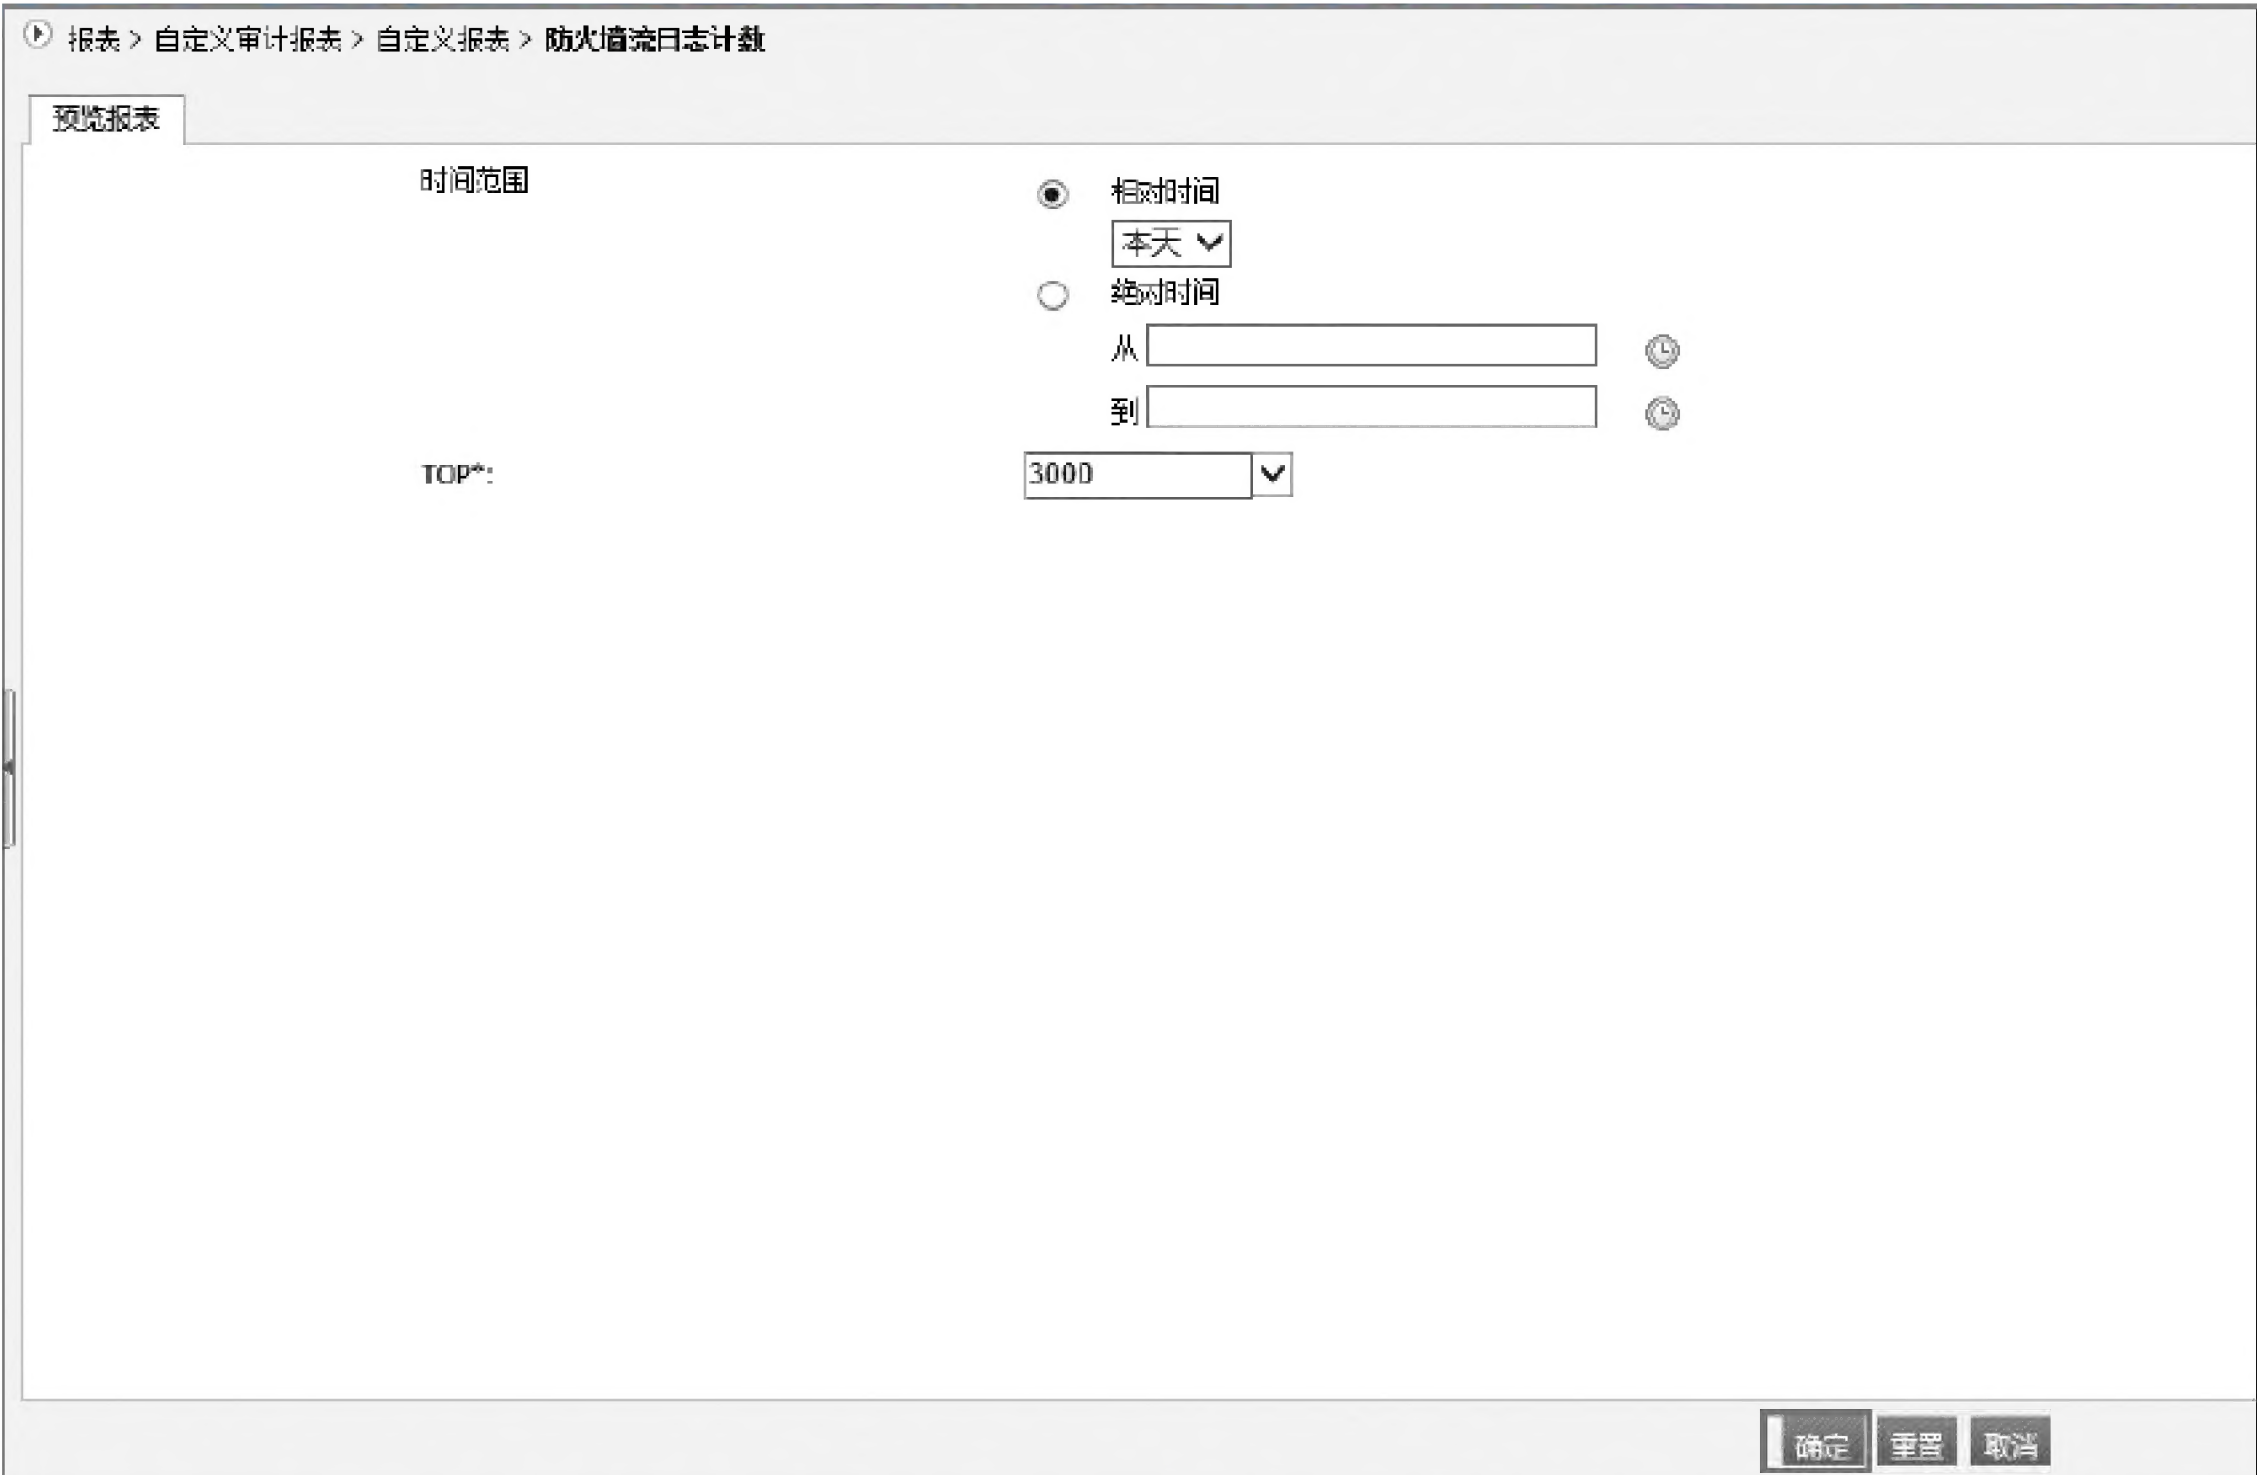 报表 > 自定义审计报表 > 自定义报表 > 防火墙流日志计数
预览报表
时间范围
相对时间
本天
绝对时间
从
到
TOP*: 3000
确定 重置 取消